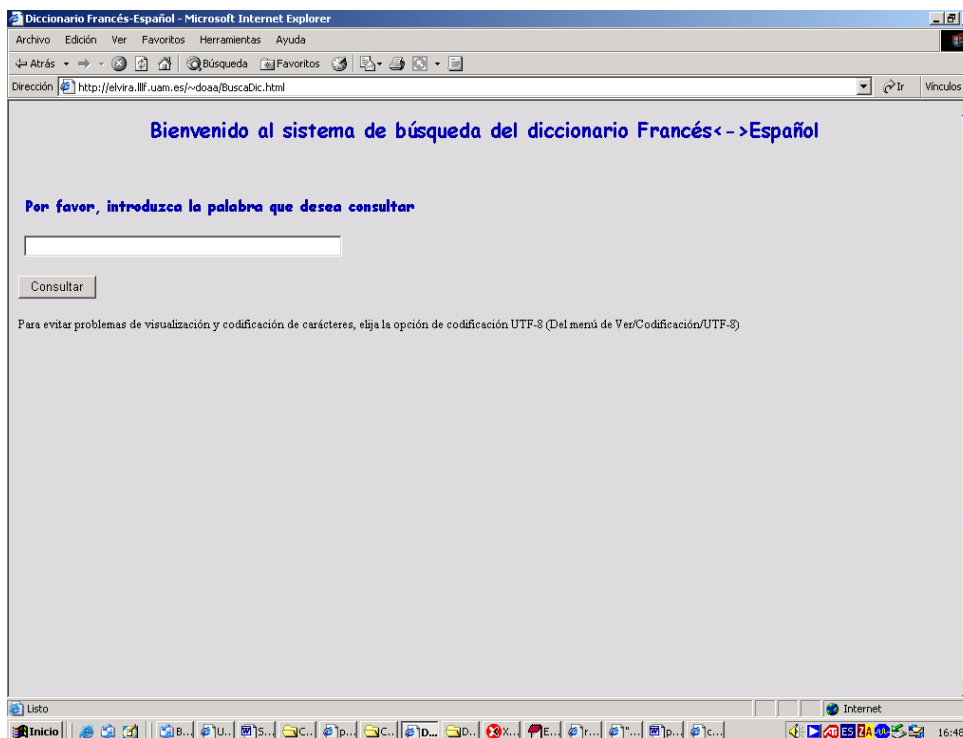 Diccionario Francés-Español - Microsoft Internet Explorer
Archivo Edición Ver Favoritos Herramientas Ayuda
Atrás Búsqueda Favoritos
Dirección http://elvira.lllf.uam.es/~doaa/BuscaDic.html Ir Vínculos
Bienvenido al sistema de búsqueda del diccionario Francés<->Español
Por favor, introduzca la palabra que desea consultar
Consultar
Para evitar problemas de visualización y codificación de carácteres, elija la opción de codificación UTF-8 (Del menú de Ver/Codificación/UTF-8)
Listo Internet
Inicio B... U... S... C... p... C... D... D... X... E... r... "... p... c... ES ZA 16:48